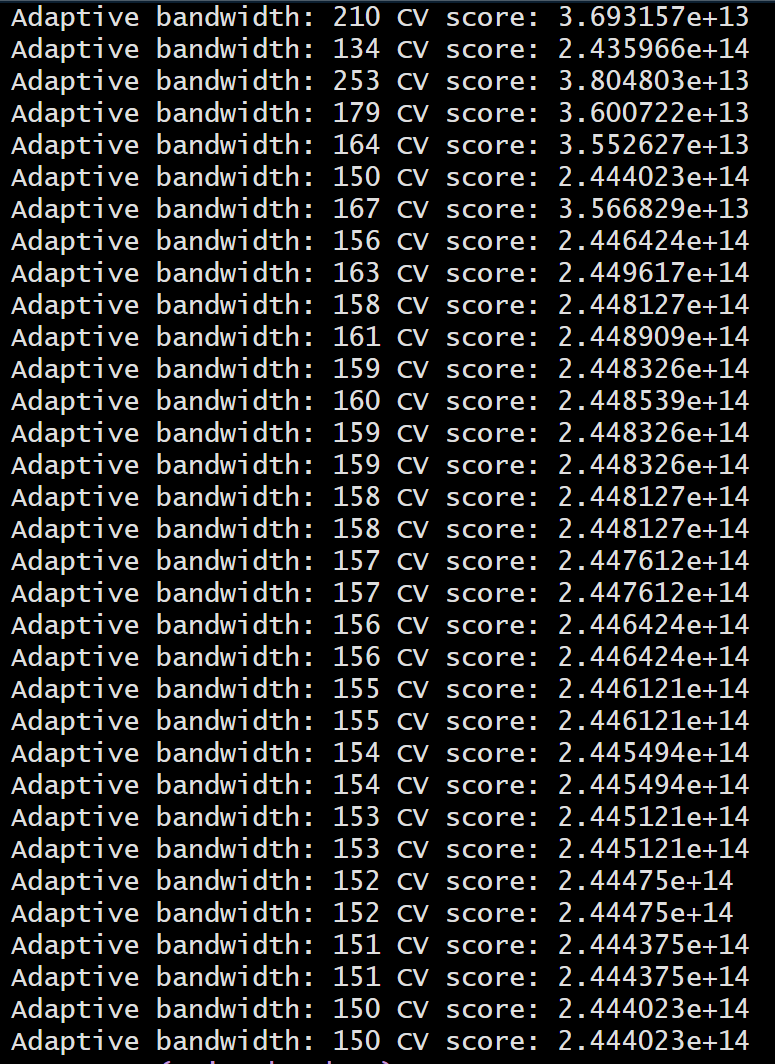 Adaptive bandwidth: 210 CV score: 3.693157e+13
Adaptive bandwidth: 134 CV score: 2.435966e+14
Adaptive bandwidth: 253 CV score: 3.804803e+13
Adaptive bandwidth: 179 CV score: 3.600722e+13
Adaptive bandwidth: 164 CV score: 3.552627e+13
Adaptive bandwidth: 150 CV score: 2.444023e+14
Adaptive bandwidth: 167 CV score: 3.566829e+13
Adaptive bandwidth: 156 CV score: 2.446424e+14
Adaptive bandwidth: 163 CV score: 2.449617e+14
Adaptive bandwidth: 158 CV score: 2.448127e+14
Adaptive bandwidth: 161 CV score: 2.448909e+14
Adaptive bandwidth: 159 CV score: 2.448326e+14
Adaptive bandwidth: 160 CV score: 2.448539e+14
Adaptive bandwidth: 159 CV score: 2.448326e+14
Adaptive bandwidth: 159 CV score: 2.448326e+14
Adaptive bandwidth: 158 CV score: 2.448127e+14
Adaptive bandwidth: 158 CV score: 2.448127e+14
Adaptive bandwidth: 157 CV score: 2.447612e+14
Adaptive bandwidth: 157 CV score: 2.447612e+14
Adaptive bandwidth: 156 CV score: 2.446424e+14
Adaptive bandwidth: 156 CV score: 2.446424e+14
Adaptive bandwidth: 155 CV score: 2.446121e+14
Adaptive bandwidth: 155 CV score: 2.446121e+14
Adaptive bandwidth: 154 CV score: 2.445494e+14
Adaptive bandwidth: 154 CV score: 2.445494e+14
Adaptive bandwidth: 153 CV score: 2.445121e+14
Adaptive bandwidth: 153 CV score: 2.445121e+14
Adaptive bandwidth: 152 CV score: 2.44475e+14
Adaptive bandwidth: 152 CV score: 2.44475e+14
Adaptive bandwidth: 151 CV score: 2.444375e+14
Adaptive bandwidth: 151 CV score: 2.444375e+14
Adaptive bandwidth: 150 CV score: 2.444023e+14
Adaptive bandwidth: 150 CV score: 2.444023e+14